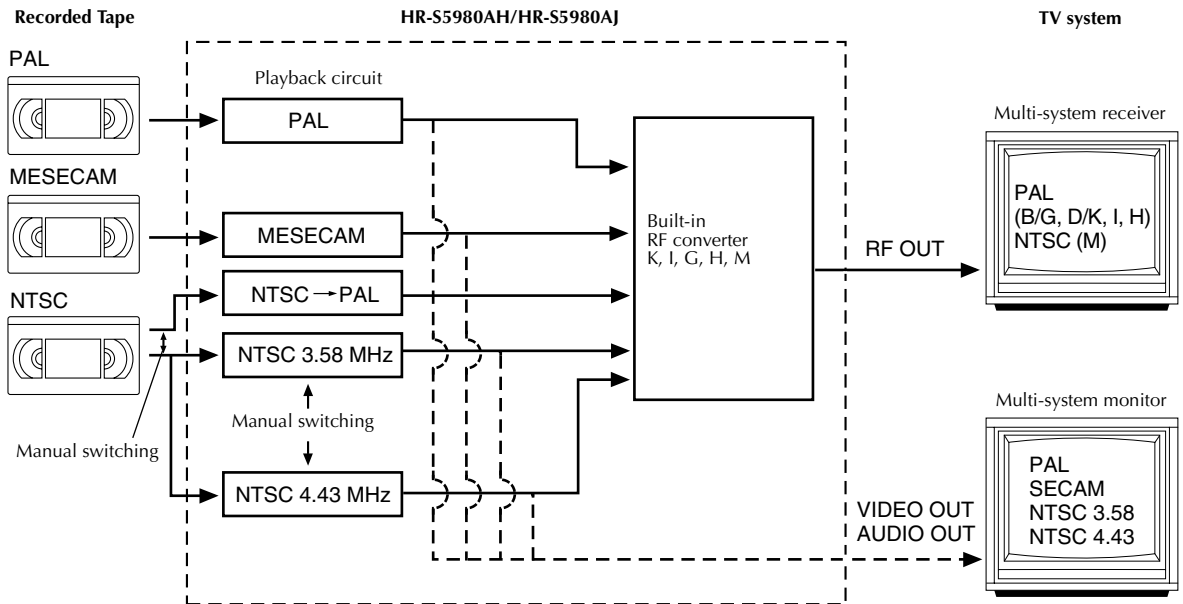 Recorded Tape
HR-S5980AH/HR-S5980AJ
TV system
PAL
MESECAM
NTSC
Manual switching
Playback circuit
PAL
MESECAM
NTSC → PAL
NTSC 3.58 MHz
Manual switching
NTSC 4.43 MHz
Built-in
RF converter
K, I, G, H, M
RF OUT
VIDEO OUT
AUDIO OUT
Multi-system receiver
PAL
(B/G, D/K, I, H)
NTSC (M)
Multi-system monitor
PAL
SECAM
NTSC 3.58
NTSC 4.43